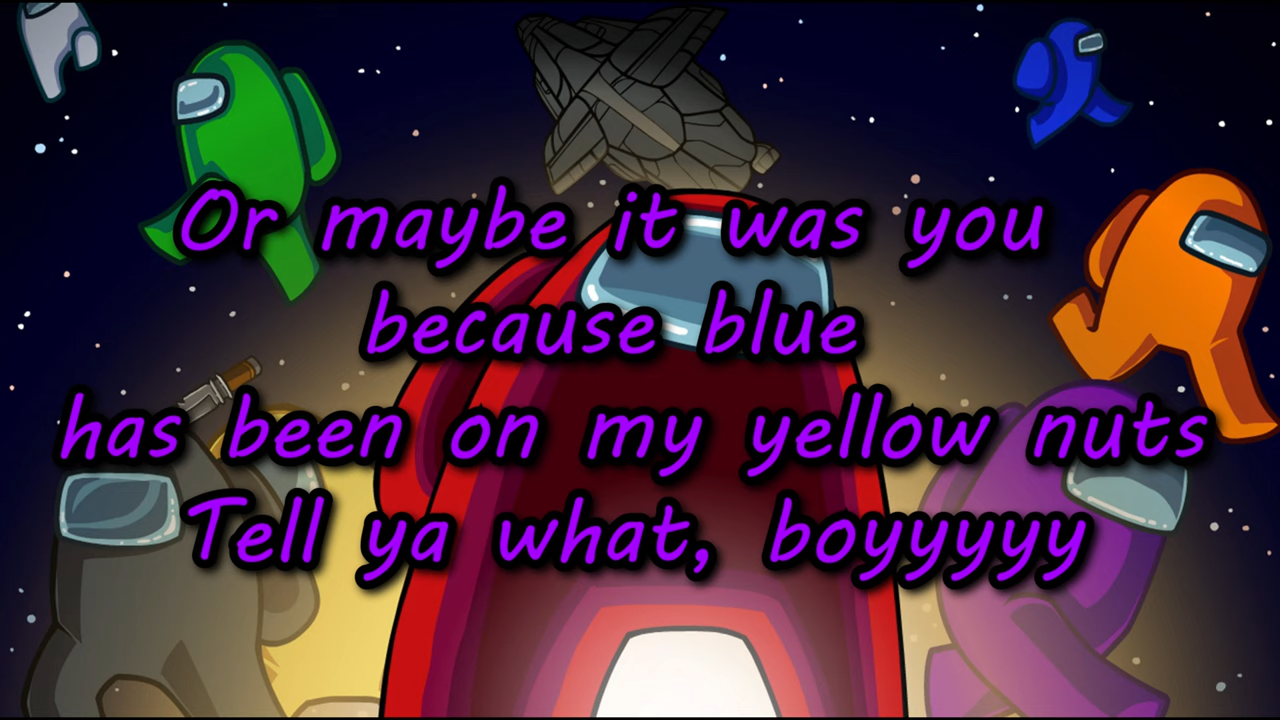 Or maybe it was you
because blue
has been on my yellow nuts
Tell ya what, boyyyyy